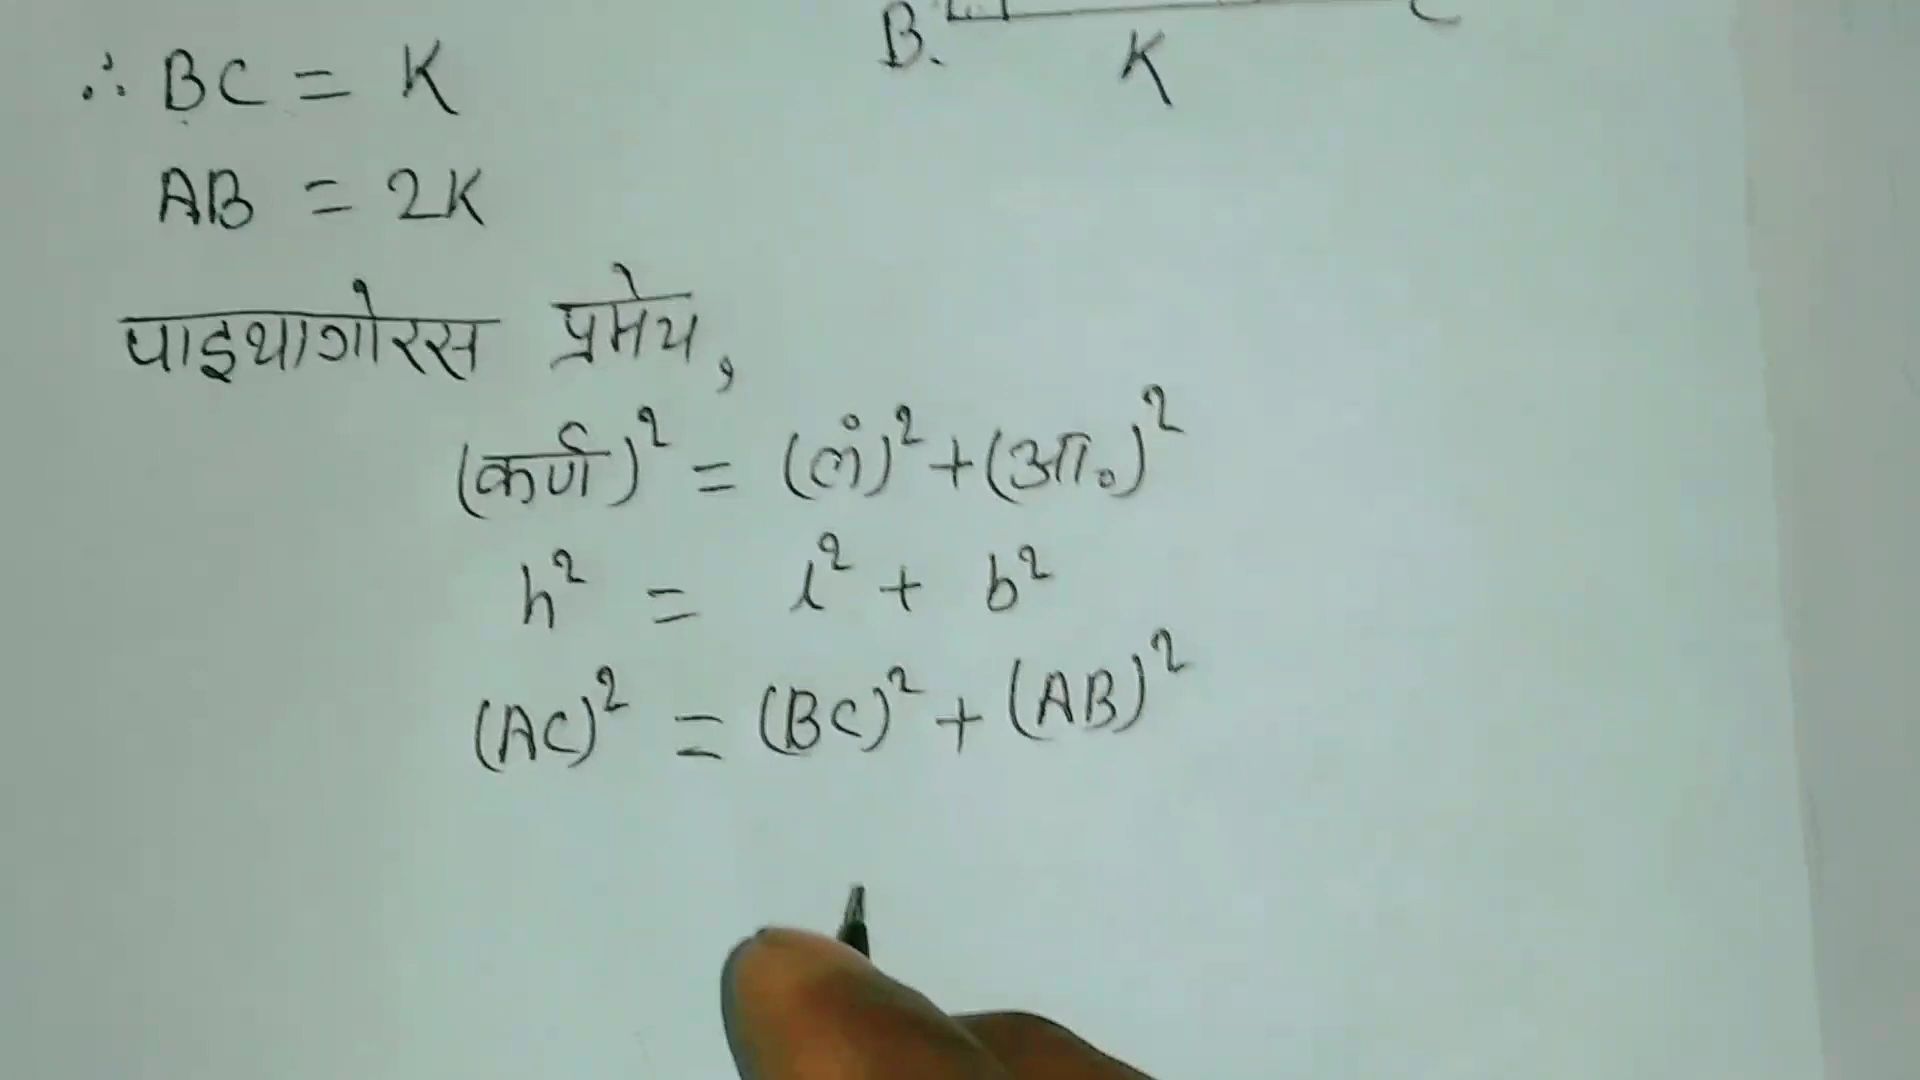 B. C
K
∴ BC = K
AB = 2K
पाइथागोरस प्रमेय,
(कर्ण)² = (लं)² + (आ०)²
h² = l² + b²
(AC)² = (BC)² + (AB)²